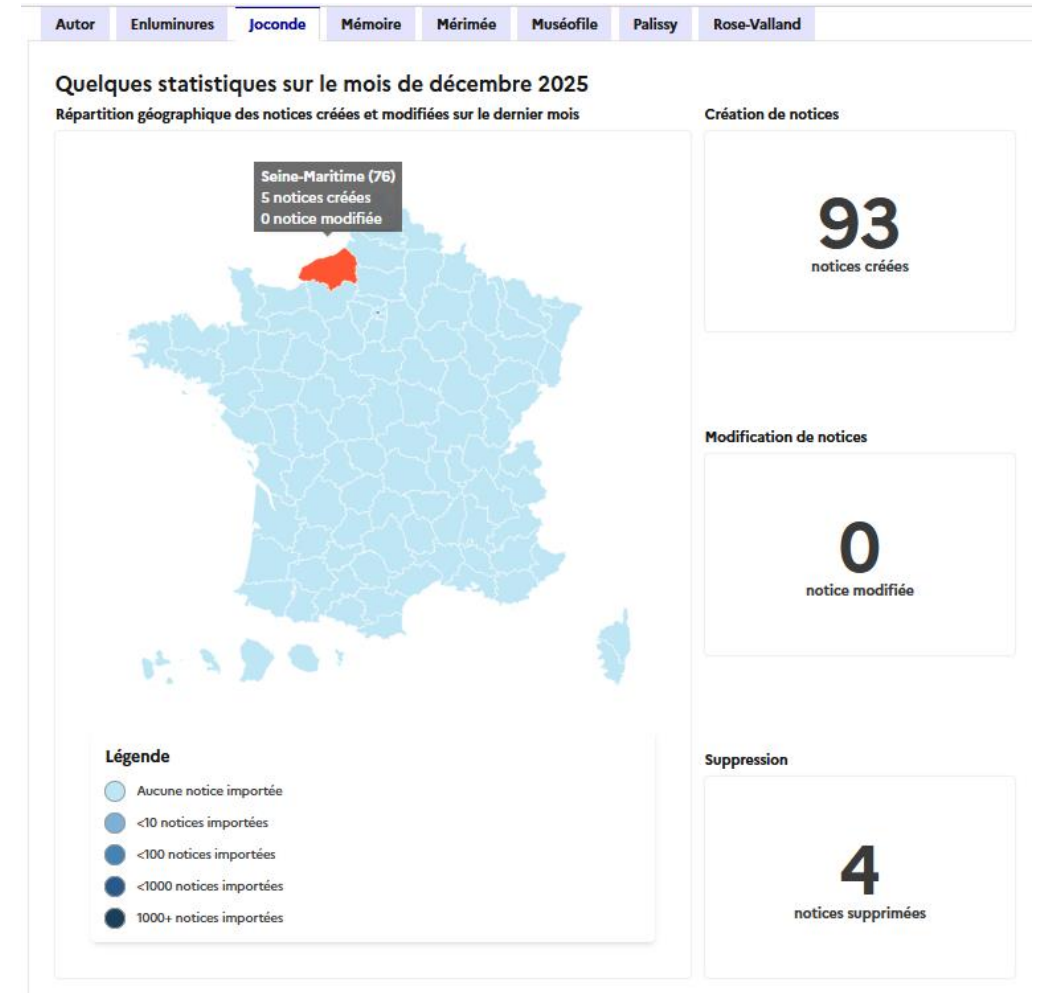 Autor
Enluminures
Joconde
Mémoire
Mérimée
Muséofile
Palissy
Rose-Valland
Quelques statistiques sur le mois de décembre 2025
Répartition géographique des notices créées et modifiées sur le dernier mois
Seine-Maritime (76)
5 notices créées
0 notice modifiée
Légende
Aucune notice importée
<10 notices importées
<100 notices importées
<1000 notices importées
1000+ notices importées
Création de notices
93
notices créées
Modification de notices
0
notice modifiée
Suppression
4
notices supprimées